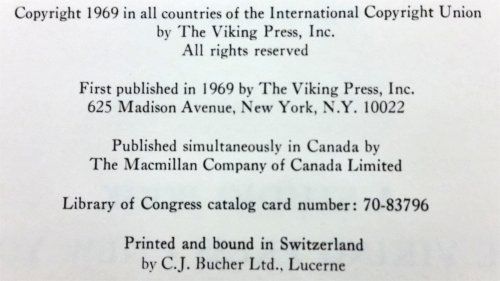 Copyright 1969 in all countries of the International Copyright Union
by The Viking Press, Inc.
All rights reserved
First published in 1969 by The Viking Press, Inc.
625 Madison Avenue, New York, N.Y. 10022
Published simultaneously in Canada by
The Macmillan Company of Canada Limited
Library of Congress catalog card number: 70-83796
Printed and bound in Switzerland
by C.J. Bucher Ltd., Lucerne